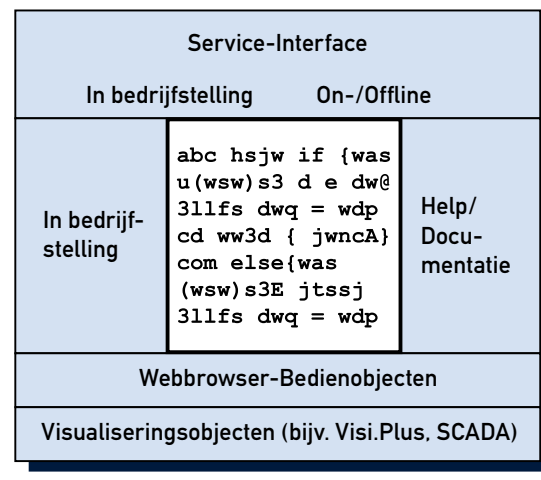 Service-Interface
In bedrijfstelling On-/Offline
In bedrijf-
stelling
abc hsjw if {was
u(wsw)s3 d e dw@
3llfs dwq = wdp
cd ww3d { jwncA}
com else{was
(wsw)s3E jtssj
3llfs dwq = wdp
Help/
Docu-
mentatie
Webbrowser-Bedienobjecten
Visualiseringsobjecten (bijv. Visi.Plus, SCADA)